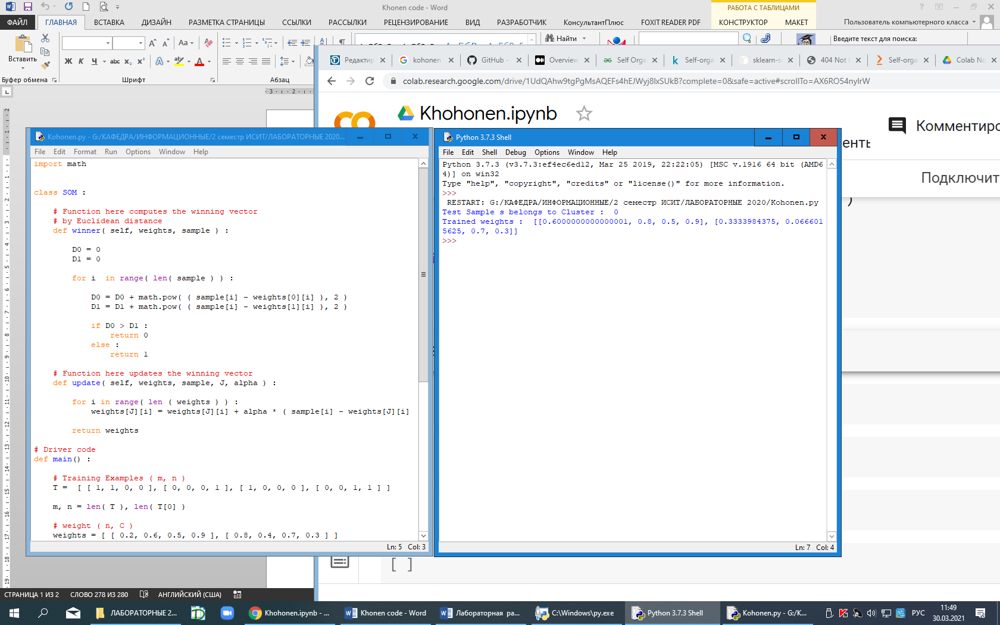 Khonen code - Word
РАБОТА С ТАБЛИЦАМИ
ФАЙЛ ГЛАВНАЯ ВСТАВКА ДИЗАЙН РАЗМЕТКА СТРАНИЦЫ ССЫЛКИ РАССЫЛКИ РЕЦЕНЗИРОВАНИЕ ВИД РАЗРАБОТЧИК КонсультантПлюс FOXIT READER PDF КОНСТРУКТОР МАКЕТ Пользователь компьютерного класса
Вставить
Найти
Введите текст для поиска:
Буфер обмена Шрифт Абзац
Редактир kohonen GitHub - Overview Self Orga Self-orga sklearn-s 404 Not Self-orga Colab No
colab.research.google.com/drive/1UdQAhw9tgPgMsAQEFs4hEJWyj8lxSUkB?complete=0&safe=active#scrollTo=AX6RO54nylrW
Khohonen.ipynb
Комментиро
Подключит
Kohonen.py - G:/КАФЕДРА/ИНФОРМАЦИОННЫЕ/2 семестр ИСИТ/ЛАБОРАТОРНЫЕ 2020...
File Edit Format Run Options Window Help
import math
class SOM :
# Function here computes the winning vector
# by Euclidean distance
def winner( self, weights, sample ) :
D0 = 0
D1 = 0
for i  in range( len( sample ) ) :
D0 = D0 + math.pow( ( sample[i] - weights[0][i] ), 2 )
D1 = D1 + math.pow( ( sample[i] - weights[1][i] ), 2 )
if D0 > D1 :
return 0
else :
return 1
# Function here updates the winning vector
def update( self, weights, sample, J, alpha ) :
for i in range( len ( weights ) ) :
weights[J][i] = weights[J][i] + alpha * ( sample[i] - weights[J][i]
return weights
# Driver code
def main() :
# Training Examples ( m, n )
T =  [ [ 1, 1, 0, 0 ], [ 0, 0, 0, 1 ], [ 1, 0, 0, 0 ], [ 0, 0, 1, 1 ] ]
m, n = len( T ), len( T[0] )
# weight ( n, C )
weights = [ [ 0.2, 0.6, 0.5, 0.9 ], [ 0.8, 0.4, 0.7, 0.3 ] ]
Ln: 5 Col: 3
Python 3.7.3 Shell
File Edit Shell Debug Options Window Help
Python 3.7.3 (v3.7.3:ef4ec6ed12, Mar 25 2019, 22:22:05) [MSC v.1916 64 bit (AMD6
4)] on win32
Type "help", "copyright", "credits" or "license()" for more information.
>>>
RESTART: G:/КАФЕДРА/ИНФОРМАЦИОННЫЕ/2 семестр ИСИТ/ЛАБОРАТОРНЫЕ 2020/Kohonen.py
Test Sample s belongs to Cluster :  0
Trained weights :  [[0.6000000000000001, 0.8, 0.5, 0.9], [0.3333984375, 0.066601
5625, 0.7, 0.3]]
>>>
Ln: 7 Col: 4
[ ]
СТРАНИЦА 1 ИЗ 2 СЛОВО 278 ИЗ 280 АНГЛИЙСКИЙ (США)
ЛАБОРАТОРНЫЕ 2... Khohonen.ipynb - ... Khonen code - Word Лабораторная ра... C:\Windows\py.exe Python 3.7.3 Shell Kohonen.py - G:/К... РУС
11:49
30.03.2021